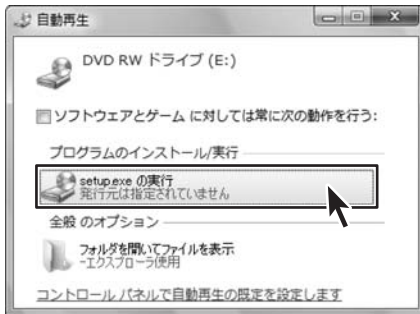 自動再生
DVD RW ドライブ (E:)
ソフトウェアとゲーム に対しては常に次の動作を行う:
プログラムのインストール/実行
setup.exe の実行
発行元は指定されていません
全般 のオプション
フォルダを開いてファイルを表示
-エクスプローラ使用
コントロール パネルで自動再生の既定を設定します